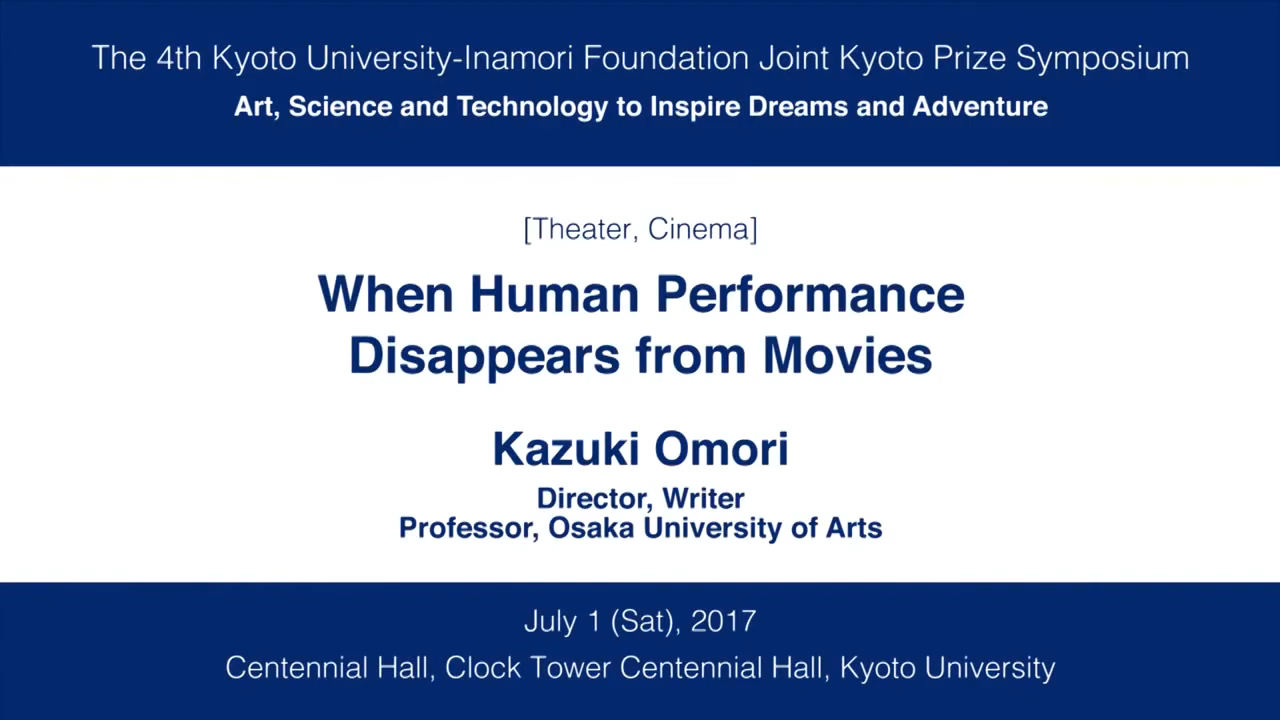 The 4th Kyoto University-Inamori Foundation Joint Kyoto Prize Symposium
Art, Science and Technology to Inspire Dreams and Adventure
[Theater, Cinema]
When Human Performance
Disappears from Movies
Kazuki Omori
Director, Writer
Professor, Osaka University of Arts
July 1 (Sat), 2017
Centennial Hall, Clock Tower Centennial Hall, Kyoto University